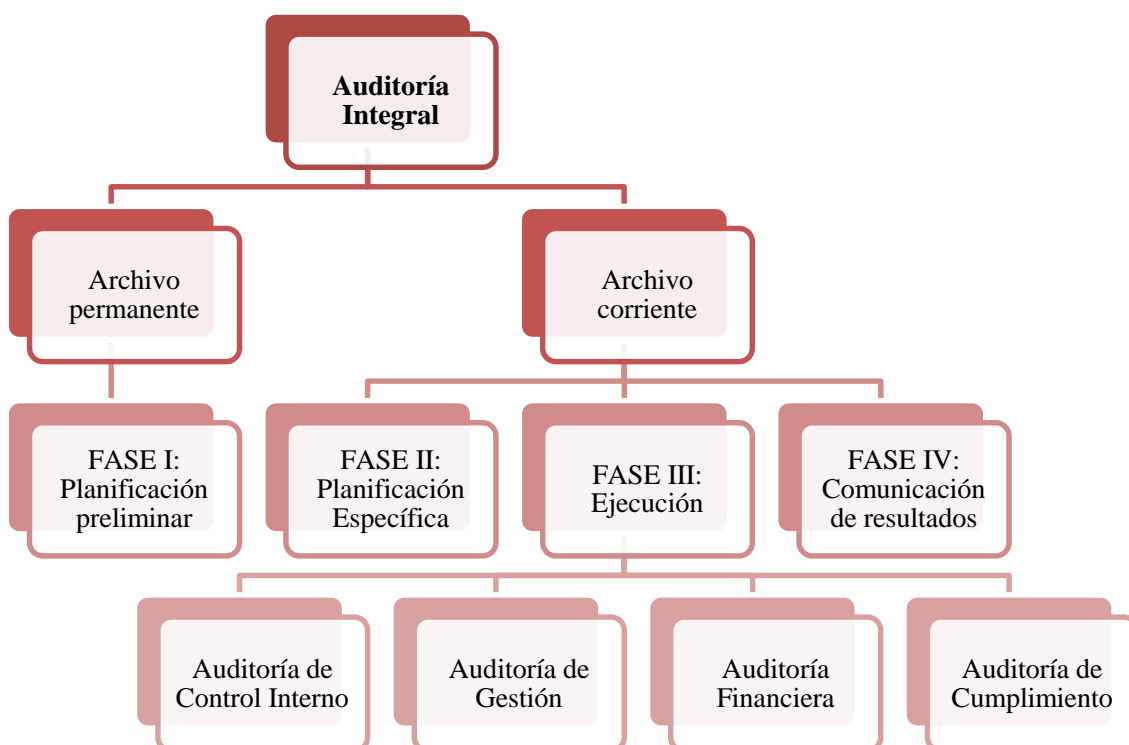 Auditoría
Integral
Archivo
permanente
Archivo
corriente
FASE I:
Planificación
preliminar
FASE II:
Planificación
Específica
FASE III:
Ejecución
FASE IV:
Comunicación
de resultados
Auditoría de
Control Interno
Auditoría de
Gestión
Auditoría
Financiera
Auditoría de
Cumplimiento